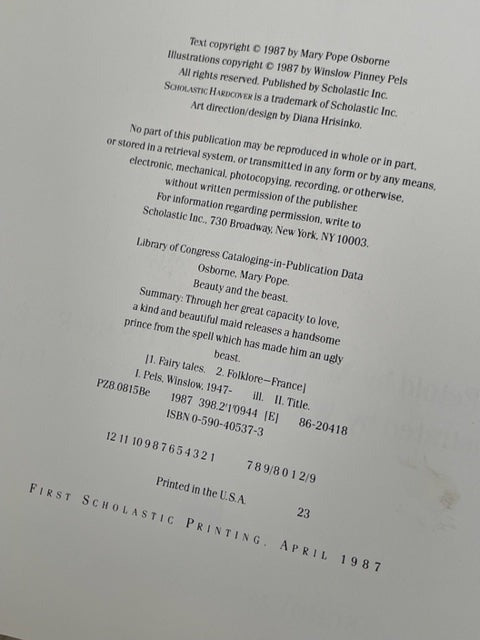 Text copyright © 1987 by Mary Pope Osborne
Illustrations copyright © 1987 by Winslow Pinney Pels
All rights reserved. Published by Scholastic Inc.
SCHOLASTIC HARDCOVER is a trademark of Scholastic Inc.
Art direction/design by Diana Hrisinko.
No part of this publication may be reproduced in whole or in part,
or stored in a retrieval system, or transmitted in any form or by any means,
electronic, mechanical, photocopying, recording, or otherwise,
without written permission of the publisher.
For information regarding permission, write to
Scholastic Inc., 730 Broadway, New York, NY 10003.
Library of Congress Cataloging-in-Publication Data
Osborne, Mary Pope.
Beauty and the beast.
Summary: Through her great capacity to love,
a kind and beautiful maid releases a handsome
prince from the spell which has made him an ugly
beast.
[1. Fairy tales. 2. Folklore—France]
I. Pels, Winslow, 1947- ill. II. Title.
PZ8.0815Be 1987 398.2'1'0944 [E] 86-20418
ISBN 0-590-40537-3
12 11 10 9 8 7 6 5 4 3 2 1 7 8 9/8 0 1 2/9
Printed in the U.S.A. 23
FIRST SCHOLASTIC PRINTING, APRIL 1987